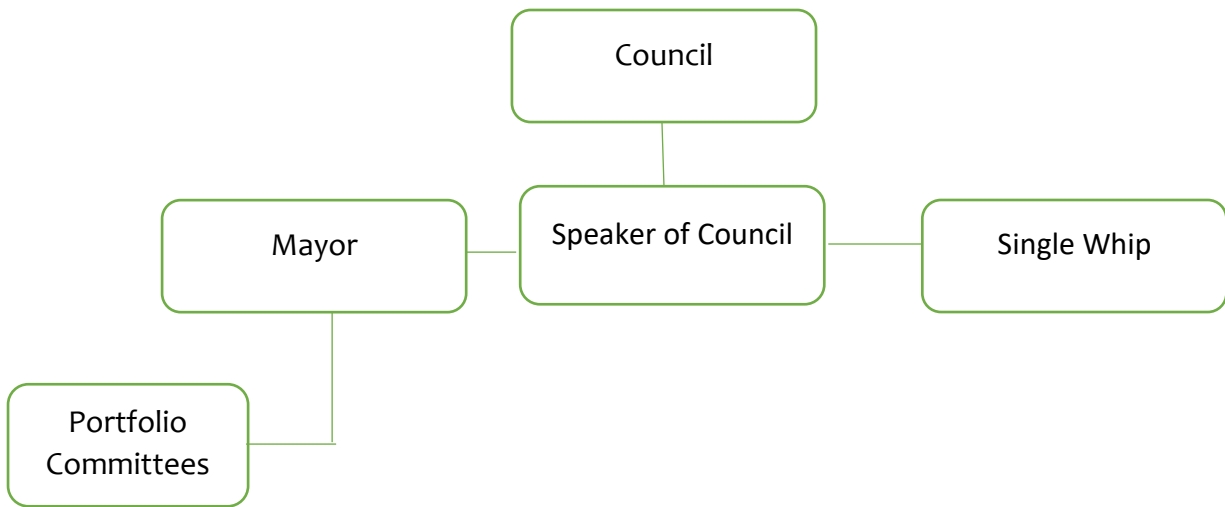 Council
Speaker of Council
Mayor
Single Whip
Portfolio
Committees